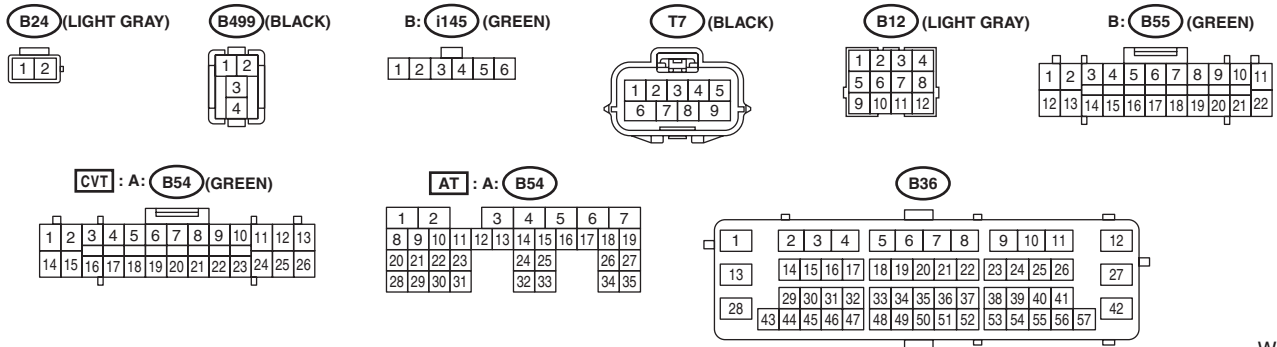 B24 (LIGHT GRAY) B499 (BLACK) B: i145 (GREEN) T7 (BLACK) B12 (LIGHT GRAY) B: B55 (GREEN)
1 2
1 2
3
4
1 2 3 4 5 6
1 2 3 4 5
6 7 8 9
1 2 3 4
5 6 7 8
9 10 11 12
1 2 3 4 5 6 7 8 9 10 11
12 13 14 15 16 17 18 19 20 21 22
CVT : A: B54 (GREEN) AT : A: B54 B36
1 2 3 4 5 6 7 8 9 10 11 12 13
14 15 16 17 18 19 20 21 22 23 24 25 26
1 2 3 4 5 6 7
8 9 10 11 12 13 14 15 16 17 18 19
20 21 22 23 24 25 26 27
28 29 30 31 32 33 34 35
1 2 3 4 5 6 7 8 9 10 11 12
13 14 15 16 17 18 19 20 21 22 23 24 25 26 27
28 29 30 31 32 33 34 35 36 37 38 39 40 41 42
43 44 45 46 47 48 49 50 51 52 53 54 55 56 57